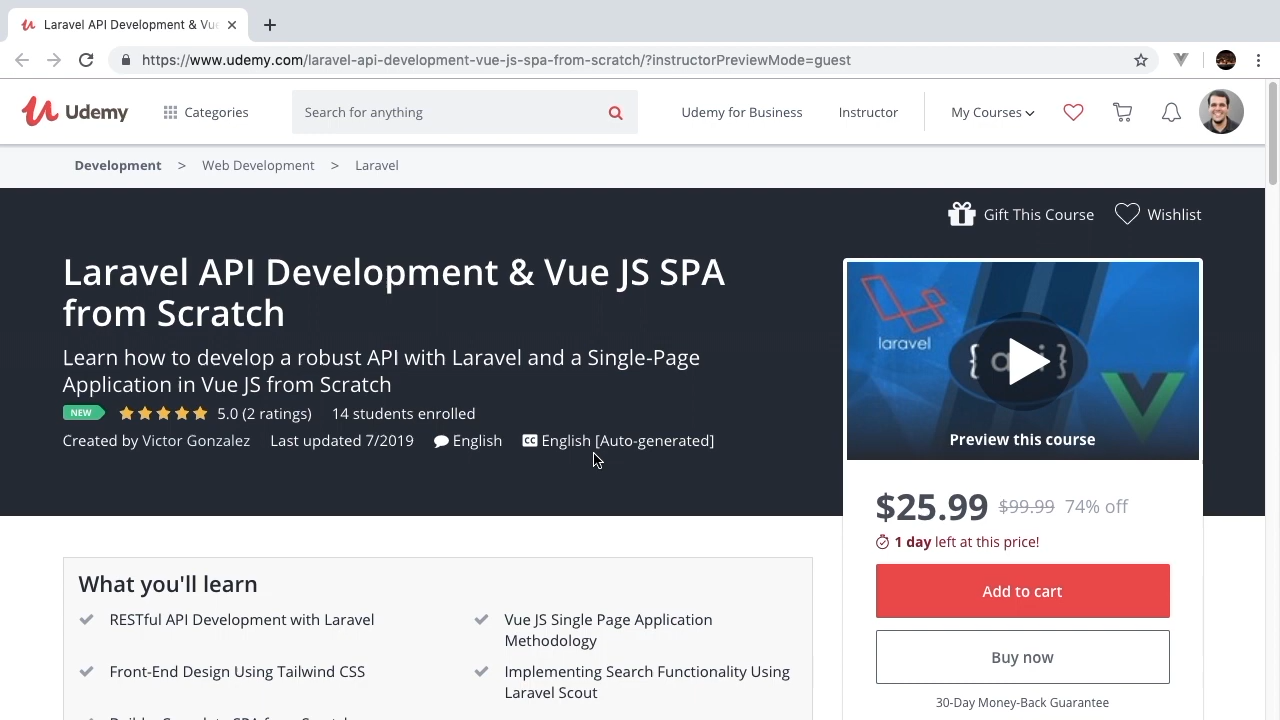 Laravel API Development & Vue
https://www.udemy.com/laravel-api-development-vue-js-spa-from-scratch/?instructorPreviewMode=guest
Udemy
Categories
Search for anything
Udemy for Business
Instructor
My Courses
Development > Web Development > Laravel
Gift This Course
Wishlist
Laravel API Development & Vue JS SPA
from Scratch
Learn how to develop a robust API with Laravel and a Single-Page
Application in Vue JS from Scratch
NEW 5.0 (2 ratings) 14 students enrolled
Created by Victor Gonzalez Last updated 7/2019 English CC English [Auto-generated]
laravel
Preview this course
$25.99 $99.99 74% off
1 day left at this price!
Add to cart
Buy now
30-Day Money-Back Guarantee
What you'll learn
RESTful API Development with Laravel
Vue JS Single Page Application
Methodology
Front-End Design Using Tailwind CSS
Implementing Search Functionality Using
Laravel Scout